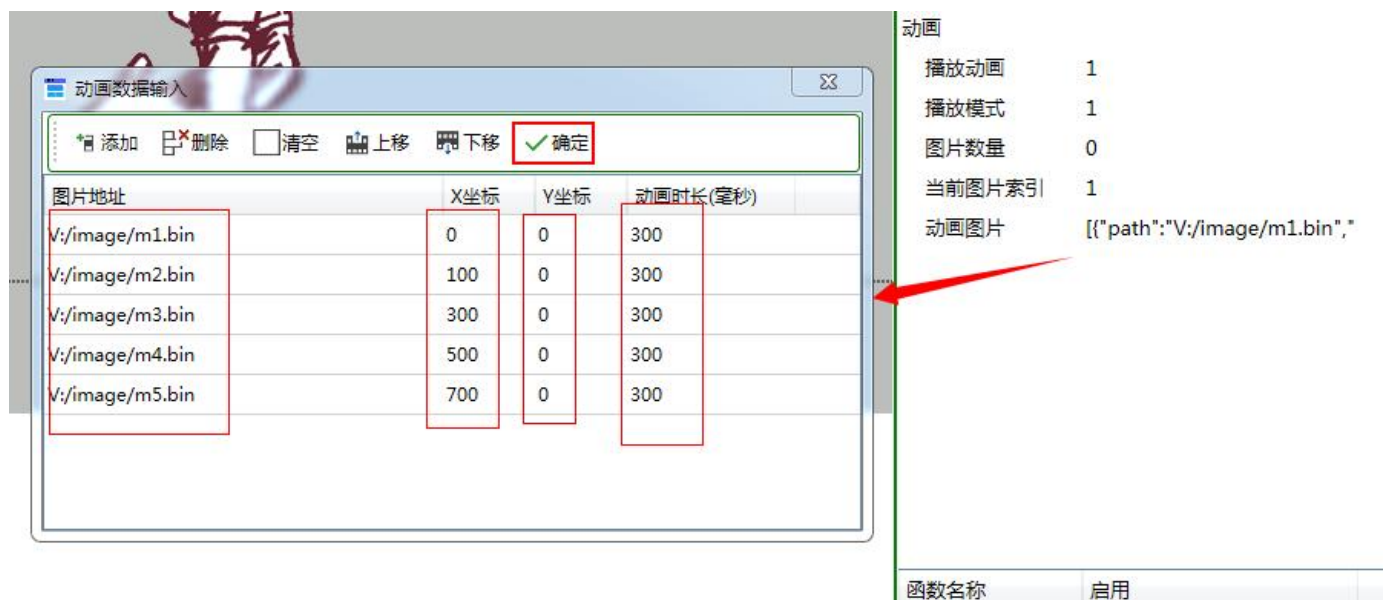 动画数据输入
添加 删除 清空 上移 下移 确定
图片地址 X坐标 Y坐标 动画时长(毫秒)
V:/image/m1.bin 0 0 300
V:/image/m2.bin 100 0 300
V:/image/m3.bin 300 0 300
V:/image/m4.bin 500 0 300
V:/image/m5.bin 700 0 300
动画
播放动画 1
播放模式 1
图片数量 0
当前图片索引 1
动画图片 [{"path":"V:/image/m1.bin","
函数名称 启用